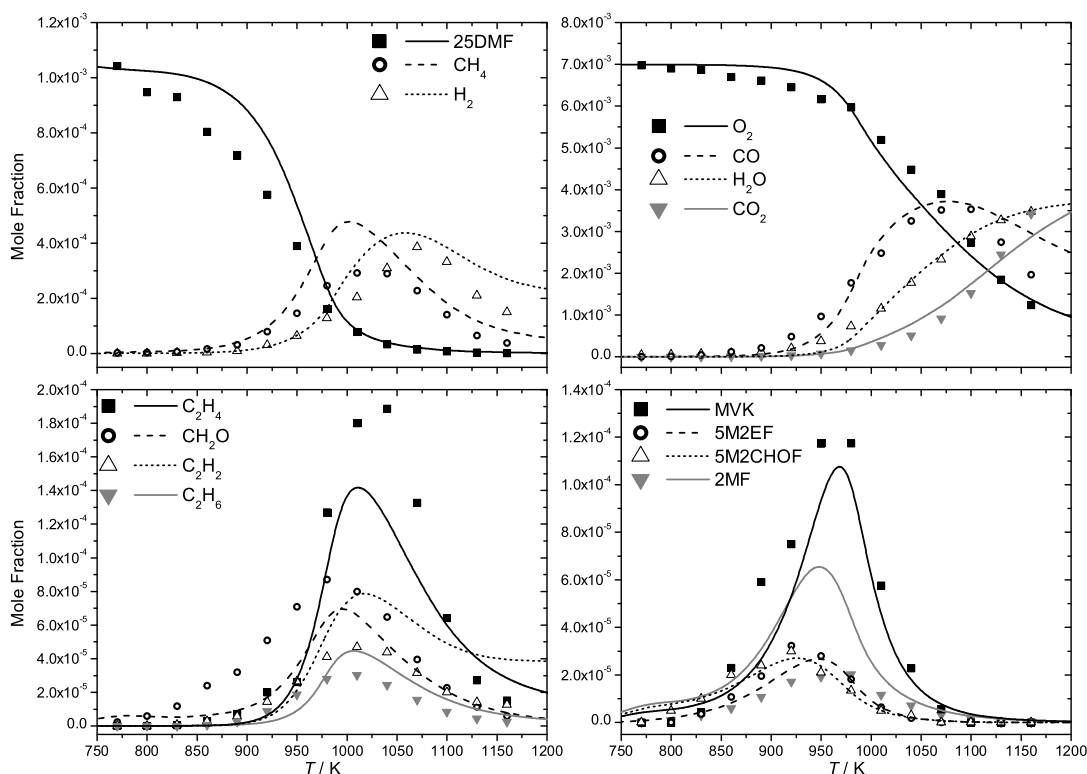 1.2x10⁻³
1.0x10⁻³
8.0x10⁻⁴
6.0x10⁻⁴
4.0x10⁻⁴
2.0x10⁻⁴
0.0
Mole Fraction
25DMF
CH₄
H₂
8.0x10⁻³
7.0x10⁻³
6.0x10⁻³
5.0x10⁻³
4.0x10⁻³
3.0x10⁻³
2.0x10⁻³
1.0x10⁻³
0.0
O₂
CO
H₂O
CO₂
2.0x10⁻⁴
1.8x10⁻⁴
1.6x10⁻⁴
1.4x10⁻⁴
1.2x10⁻⁴
1.0x10⁻⁴
8.0x10⁻⁵
6.0x10⁻⁵
4.0x10⁻⁵
2.0x10⁻⁵
0.0
Mole Fraction
C₂H₄
CH₂O
C₂H₂
C₂H₆
750 800 850 900 950 1000 1050 1100 1150 1200
T / K
1.4x10⁻⁴
1.2x10⁻⁴
1.0x10⁻⁴
8.0x10⁻⁵
6.0x10⁻⁵
4.0x10⁻⁵
2.0x10⁻⁵
0.0
MVK
5M2EF
5M2CHOF
2MF
750 800 850 900 950 1000 1050 1100 1150 1200
T / K